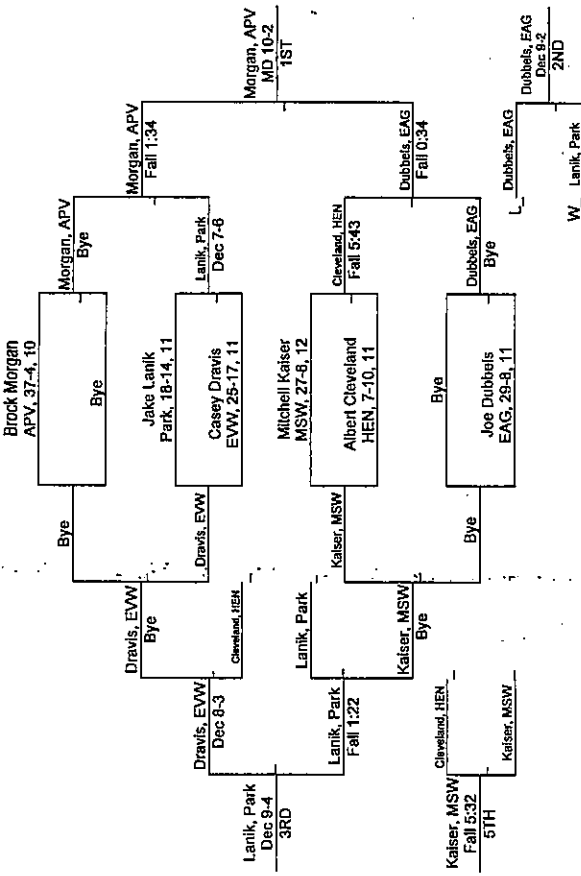 Brock Morgan
APV, 37-4, 10
Bye
Jake Lanik
Park, 18-14, 11
Casey Dravis
EVW, 25-17, 11
Mitchell Kaiser
MSW, 27-8, 12
Albert Cleveland
HEN, 7-10, 11
Bye
Joe Dubbels
EAG, 29-8, 11
Morgan, APV
Bye
Lanik, Park
Dec 7-6
Cleveland, HEN
Fall 5:43
Dubbels, EAG
Bye
Morgan, APV
Fall 1:34
Dubbels, EAG
Fall 0:34
Morgan, APV
MD 10-2
1ST
Dubbels, EAG
L_
W_
Lanik, Park
Dubbels, EAG
Dec 9-2
2ND
Bye
Dravis, EVW
Kaiser, MSW
Bye
Dravis, EVW
Bye
Cleveland, HEN
Lanik, Park
Kaiser, MSW
Bye
Dravis, EVW
Dec 8-3
Lanik, Park
Fall 1:22
Lanik, Park
Dec 9-4
3RD
Cleveland, HEN
Kaiser, MSW
Kaiser, MSW
Fall 5:32
5TH